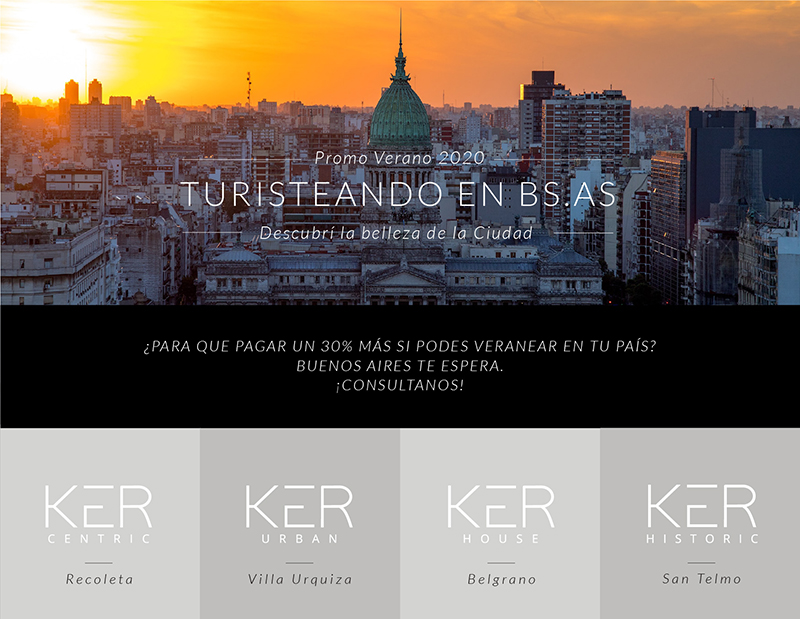 Promo Verano 2020
TURISTEANDO EN BS.AS
Descubrí la belleza de la Ciudad
¿PARA QUE PAGAR UN 30% MÁS SI PODES VERANEAR EN TU PAÍS?
BUENOS AIRES TE ESPERA.
¡CONSULTANOS!
KER
CENTRIC
Recoleta
KER
URBAN
Villa Urquiza
KER
HOUSE
Belgrano
KER
HISTORIC
San Telmo